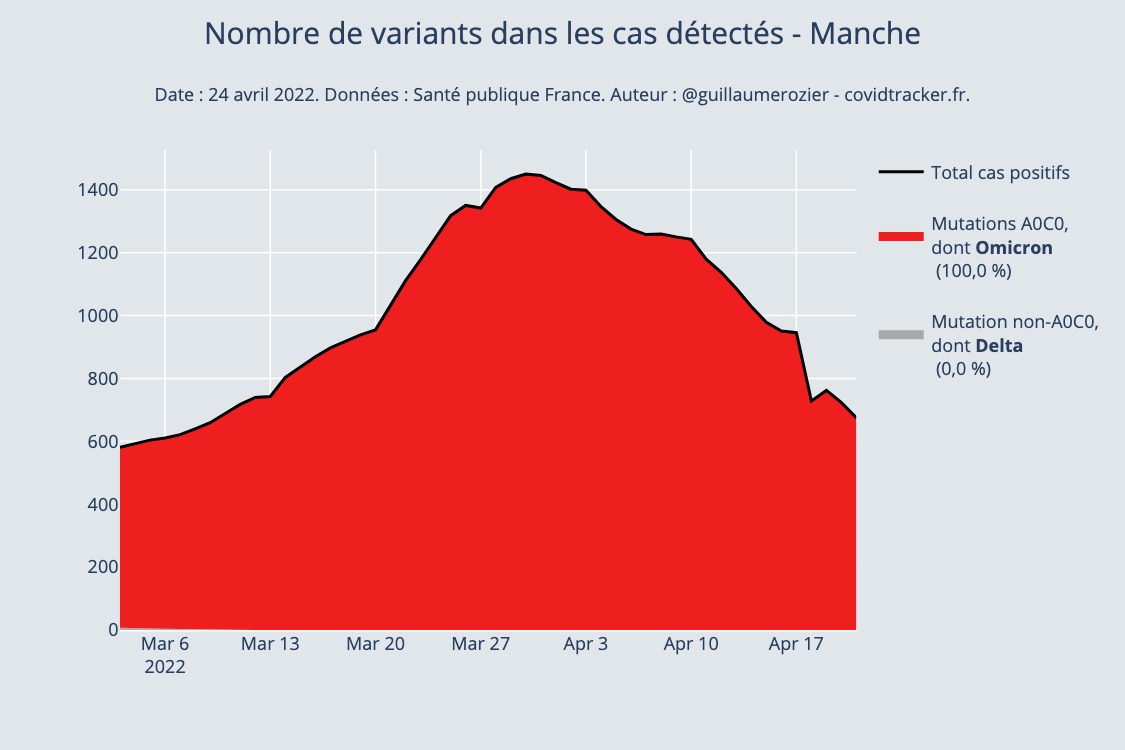 Nombre de variants dans les cas détectés - Manche
Date : 24 avril 2022. Données : Santé publique France. Auteur : @guillaumerozier - covidtracker.fr.
1400
1200
1000
800
600
400
200
0
Mar 6
2022
Mar 13
Mar 20
Mar 27
Apr 3
Apr 10
Apr 17
Total cas positifs
Mutations A0C0,
dont Omicron
(100,0 %)
Mutation non-A0C0,
dont Delta
(0,0 %)